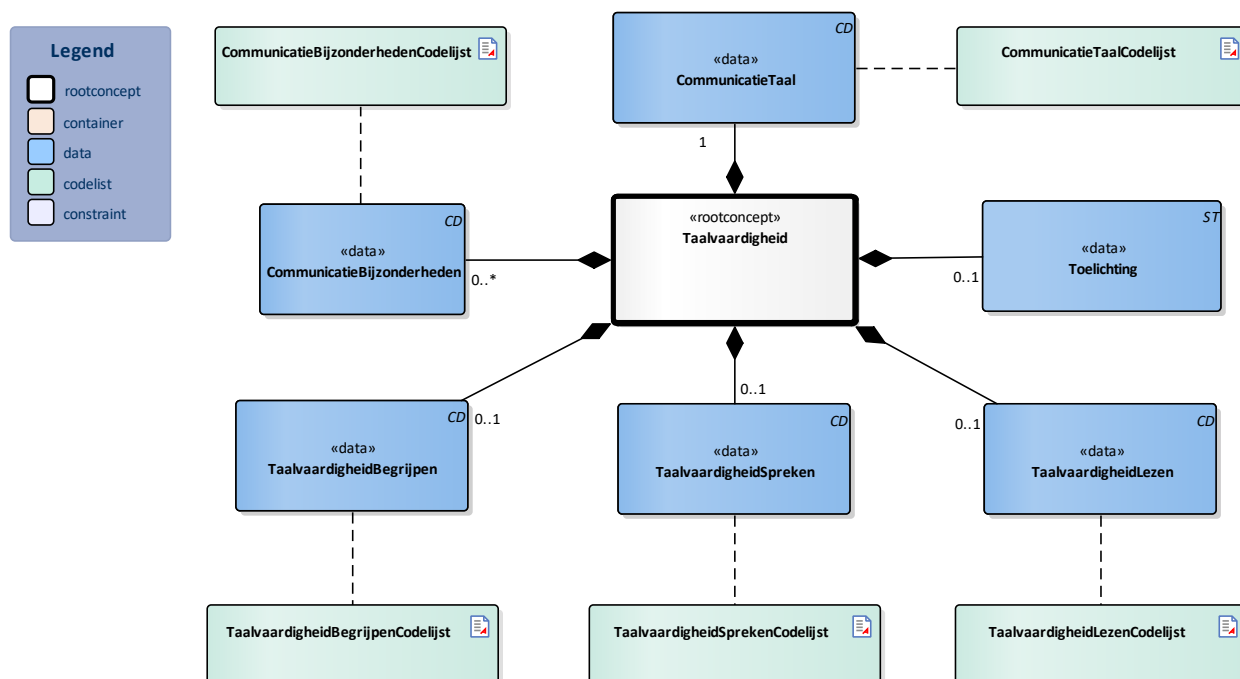 Legend
rootconcept
container
data
codelist
constraint
CommunicatieBijzonderhedenCodelijst
CD
«data»
CommunicatieTaal
CommunicatieTaalCodelijst
1
CD
«data»
CommunicatieBijzonderheden
0..*
«rootconcept»
Taalvaardigheid
ST
«data»
Toelichting
0..1
CD
«data»
TaalvaardigheidBegrijpen
0..1
CD
«data»
TaalvaardigheidSpreken
0..1
CD
«data»
TaalvaardigheidLezen
0..1
TaalvaardigheidBegrijpenCodelijst
TaalvaardigheidSprekenCodelijst
TaalvaardigheidLezenCodelijst